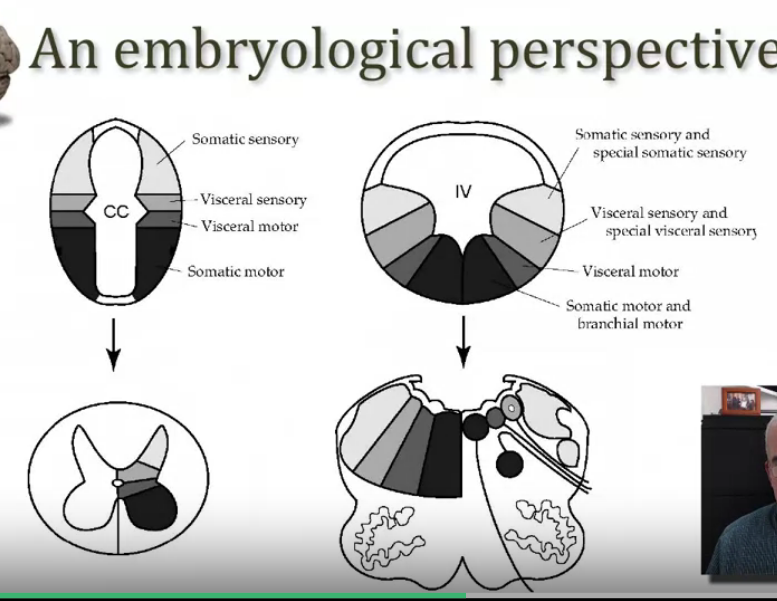 An embryological perspective
Somatic sensory
Visceral sensory
Visceral motor
Somatic motor
CC
Somatic sensory and
special somatic sensory
Visceral sensory and
special visceral sensory
Visceral motor
Somatic motor and
branchial motor
IV